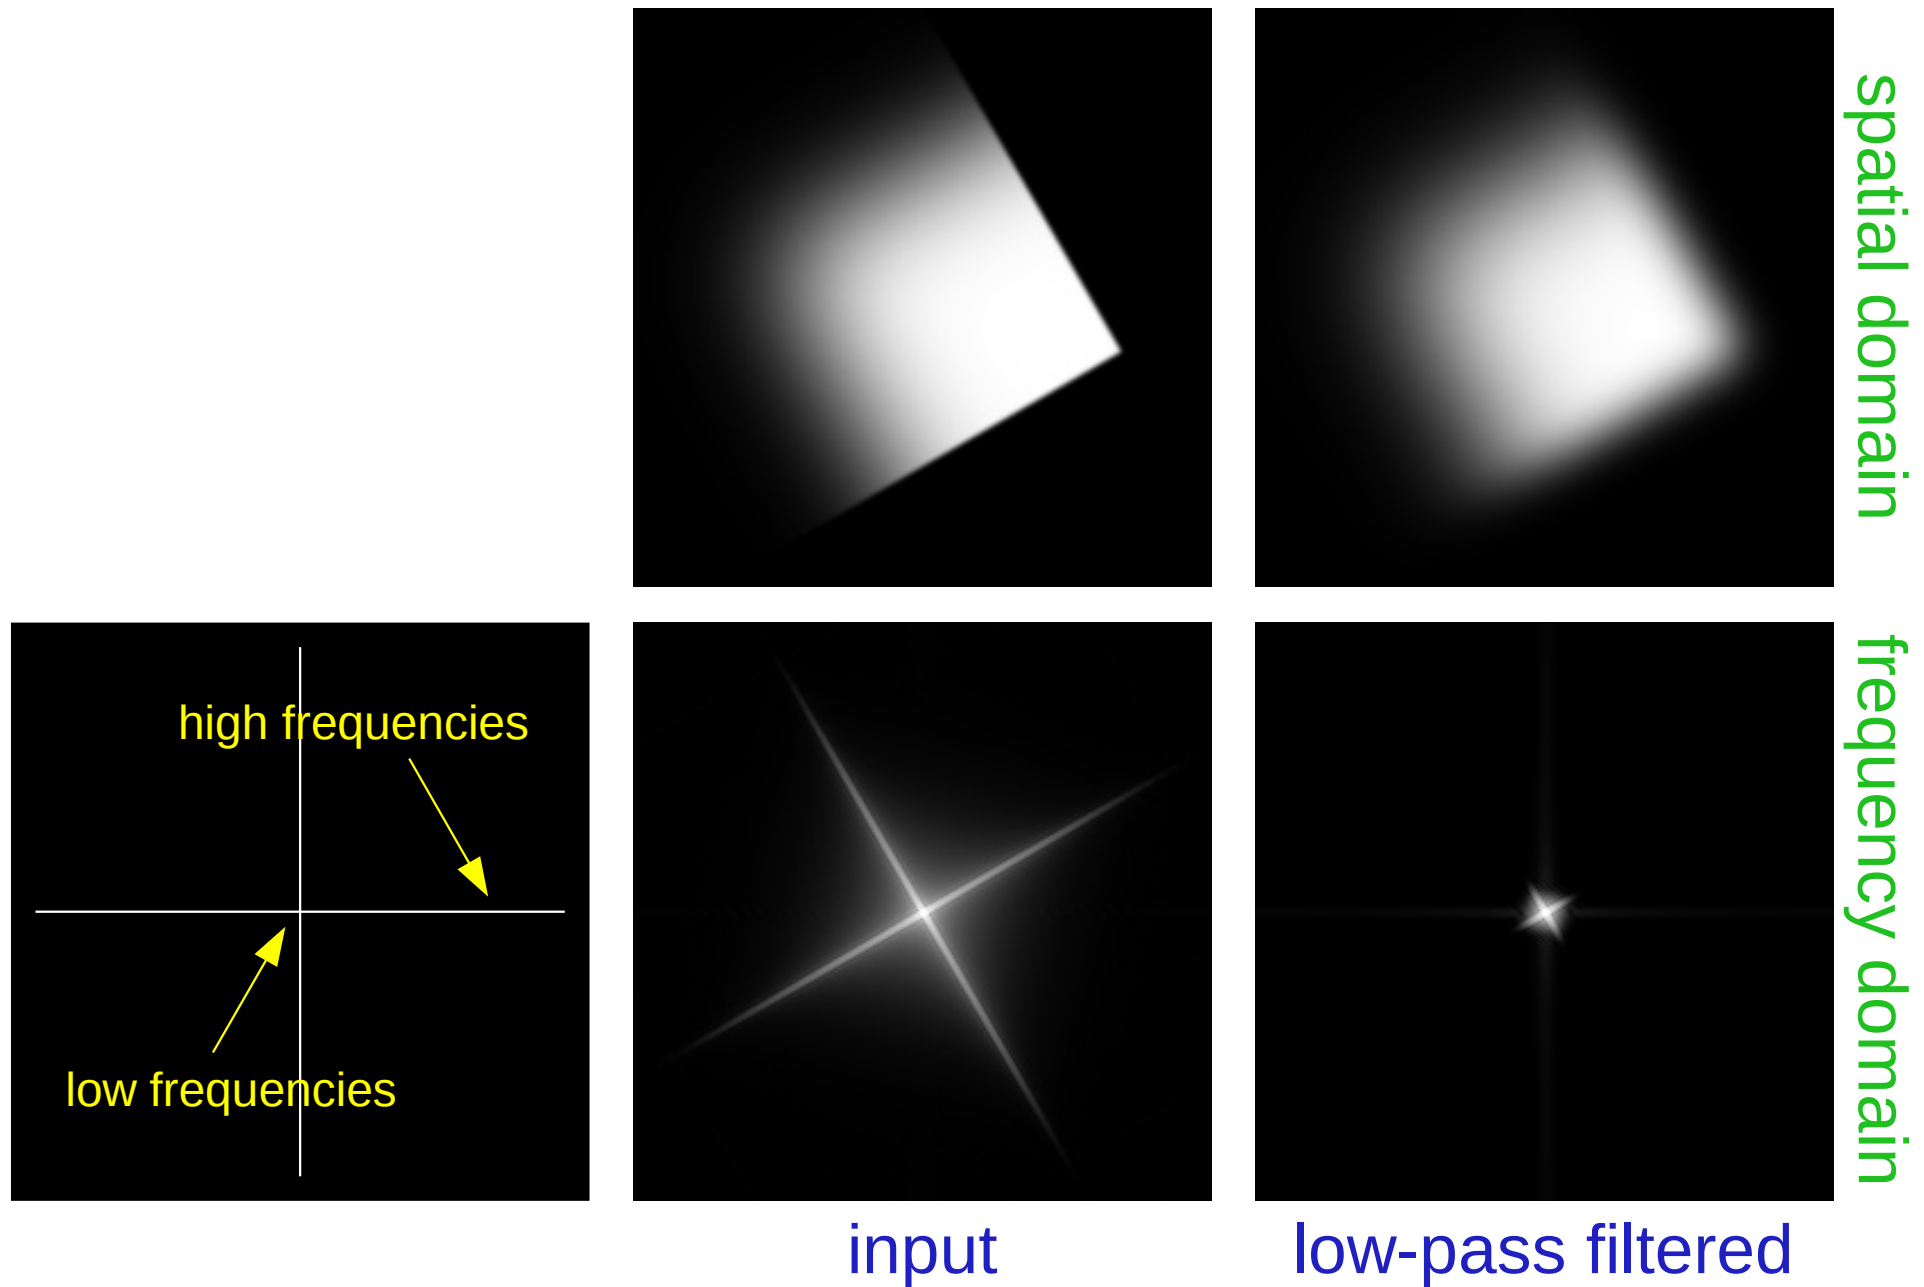 spatial domain
high frequencies
low frequencies
frequency domain
input
low-pass filtered